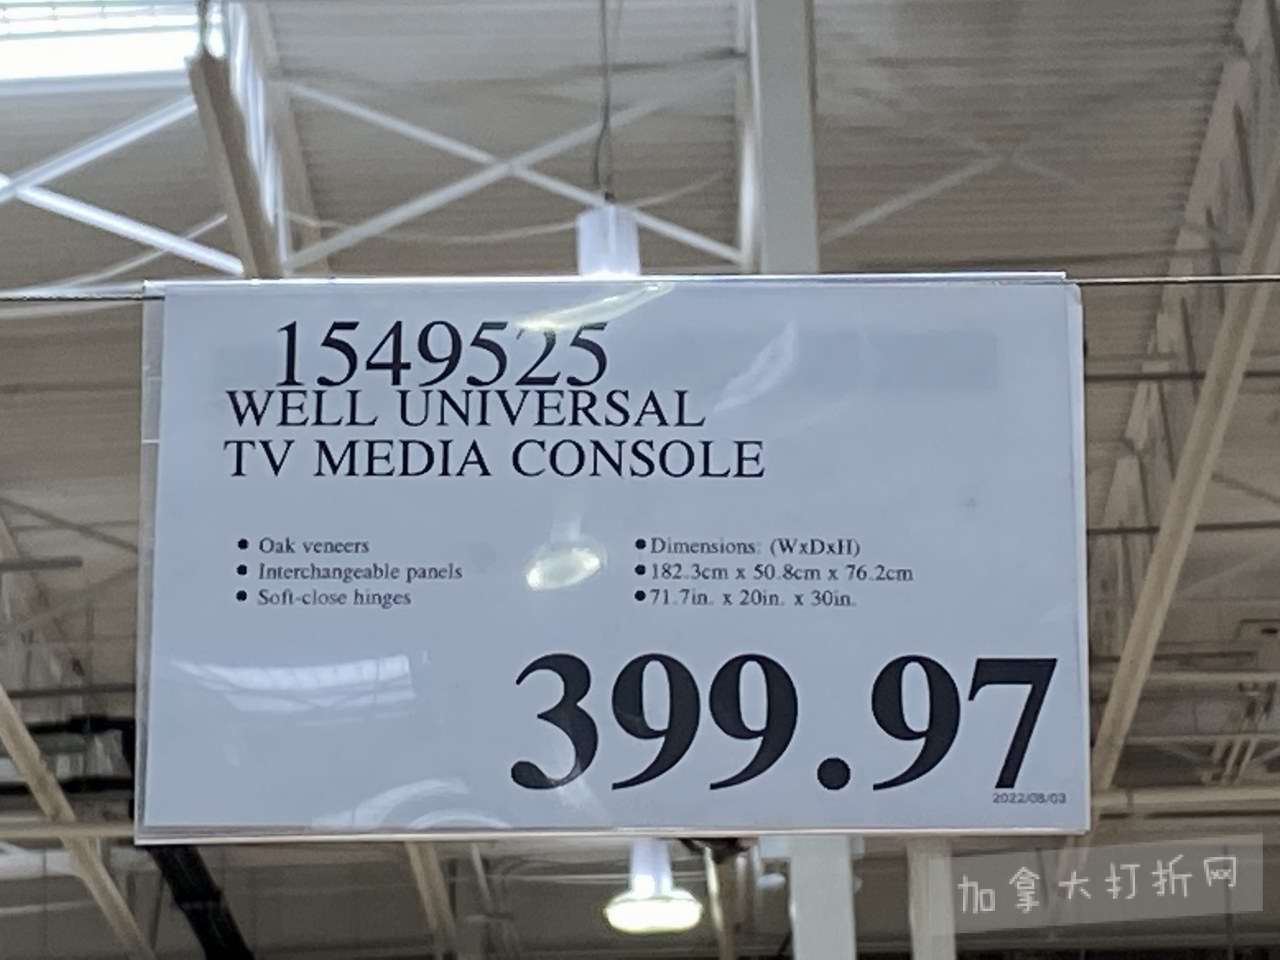 1549525
WELL UNIVERSAL
TV MEDIA CONSOLE
● Oak veneers
● Interchangeable panels
● Soft-close hinges
● Dimensions: (WxDxH)
● 182.3cm x 50.8cm x 76.2cm
● 71.7in. x 20in. x 30in.
399.97
2022/08/03
加拿大打折网